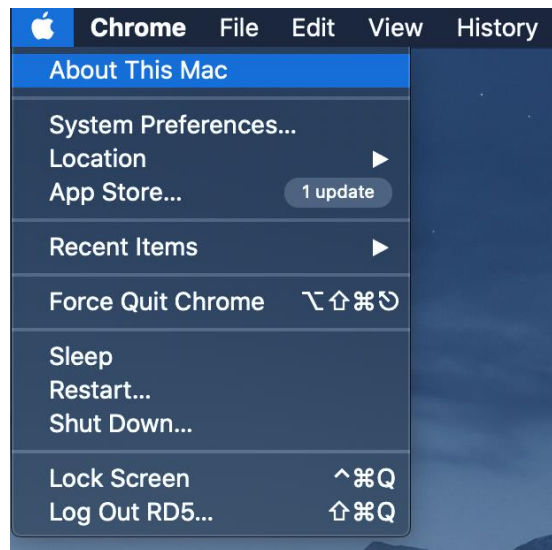 Chrome File Edit View History
About This Mac
System Preferences...
Location ▶
App Store... 1 update
Recent Items ▶
Force Quit Chrome ⌥⇧⌘⎋
Sleep
Restart...
Shut Down...
Lock Screen ^⌘Q
Log Out RD5... ⇧⌘Q